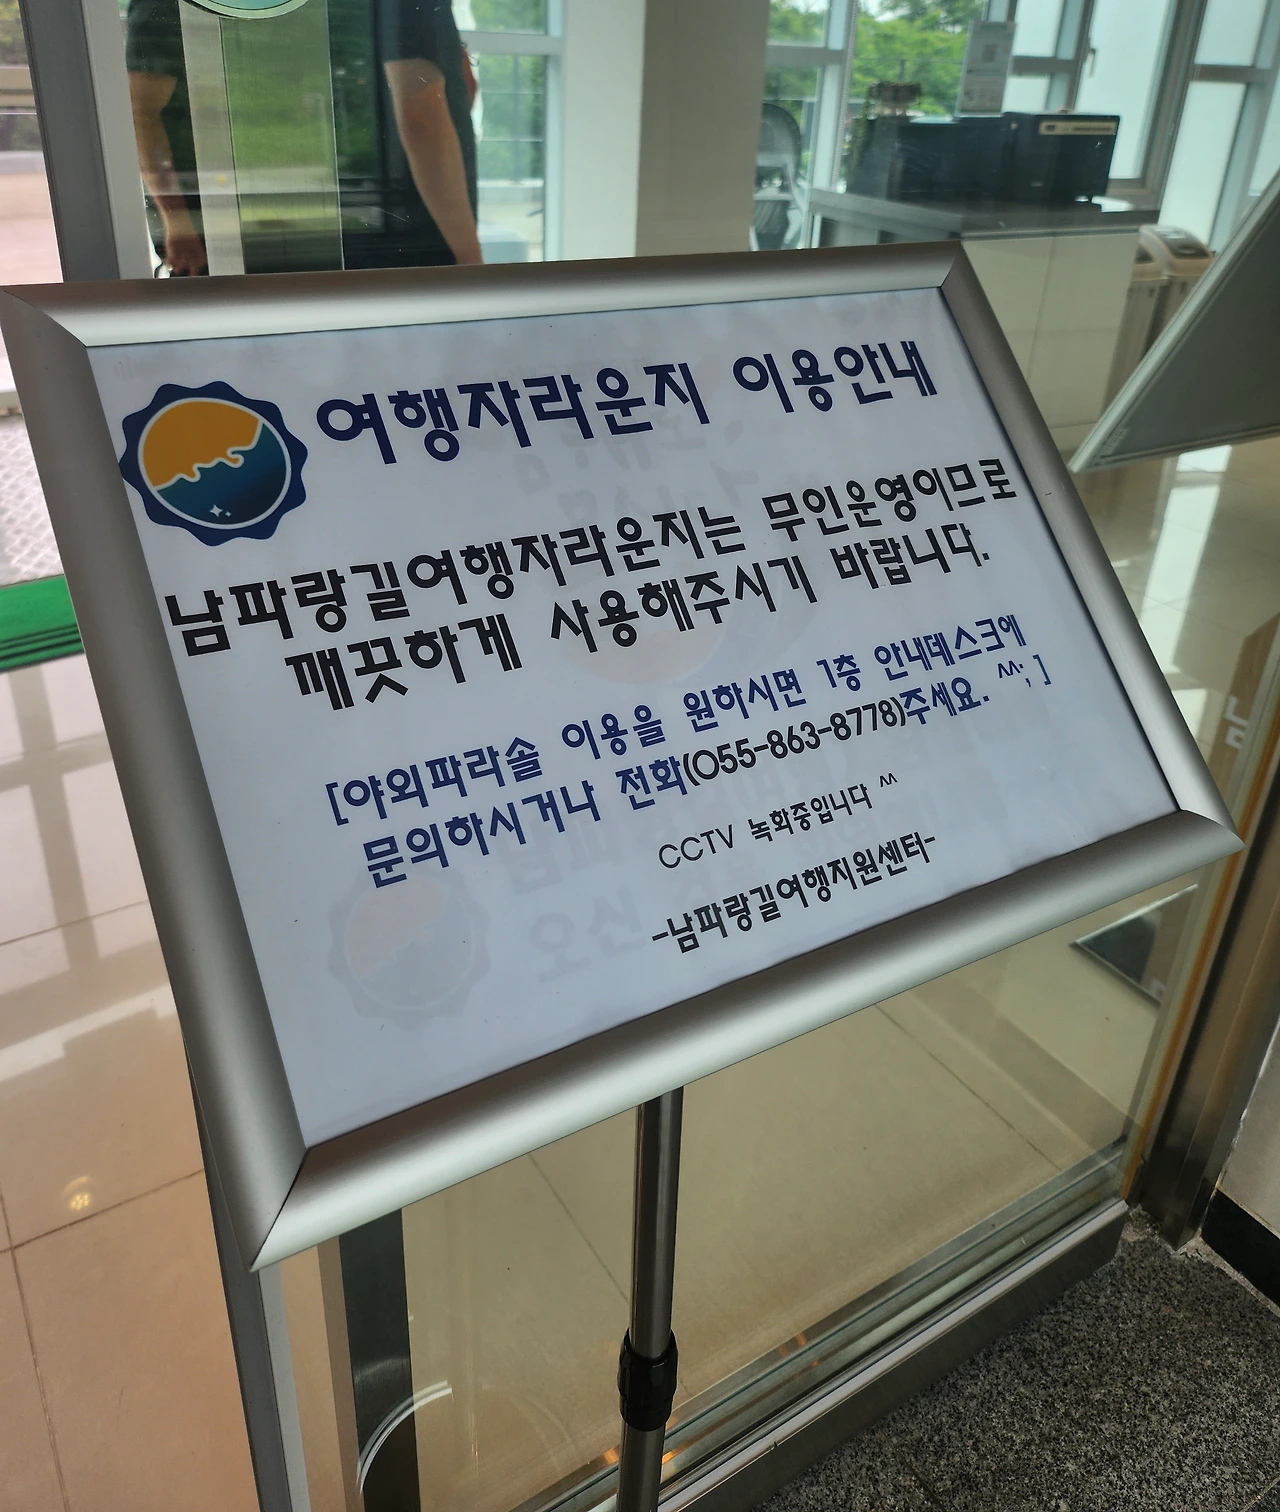 여행자라운지 이용안내
남파랑길여행자라운지는 무인운영이므로
깨끗하게 사용해주시기 바랍니다.
[야외파라솔 이용을 원하시면 1층 안내데스크에
문의하시거나 전화(055-863-8778)주세요. ^^; ]
CCTV 녹화중입니다 ^^
-남파랑길여행지원센터-